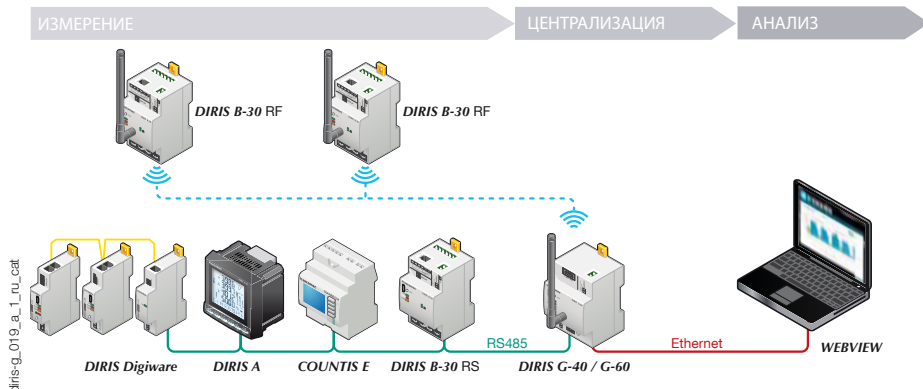 ИЗМЕРЕНИЕ
ЦЕНТРАЛИЗАЦИЯ
АНАЛИЗ
DIRIS B-30 RF
DIRIS B-30 RF
RS485
Ethernet
DIRIS Digiware
DIRIS A
COUNTIS E
DIRIS B-30 RS
DIRIS G-40 / G-60
WEBVIEW
diris-g_019_a_1_ru_cat